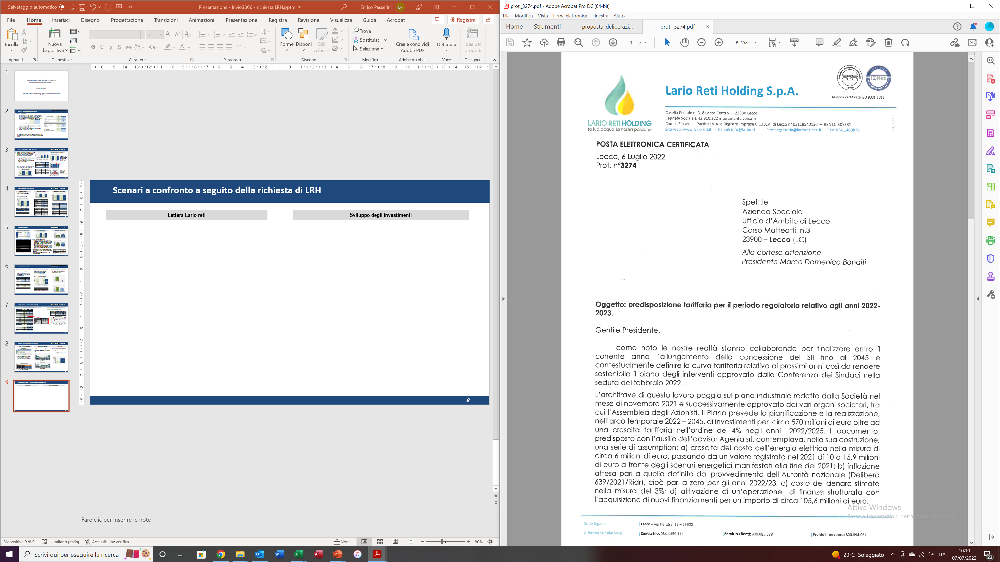 Salvataggio automatico
Presentazione - Invio3006 - richiesta LRH.pptm
Enrico Passerini
EP
File
Home
Inserisci
Disegno
Progettazione
Transizioni
Animazioni
Presentazione
Registra
Revisione
Visualizza
Guida
Acrobat
Registra
Incolla
Nuova
diapositiva
14
G C S S ab AV Aa
Forme
Disponi
Stili
veloci
Trova
Sostituisci
Seleziona
Crea e condividi
Adobe PDF
Dettatura
Idee per
progetti
Appunti
Diapositive
Carattere
Paragrafo
Disegno
Modifica
Adobe Acrobat
Voce
Designer
1
2
3
4
5
6
7
8
9
Scenari a confronto a seguito della richiesta di LRH
Lettera Lario reti
Sviluppo degli investimenti
9
Fare clic per inserire le note
Diapositiva 9 di 9
Italiano (Italia)
Accessibilità: verifica
Note
80%
prot._3274.pdf - Adobe Acrobat Pro DC (64-bit)
File Modifica Vista Firma elettronica Finestra Aiuto
Home
Strumenti
proposta_deliberazi...
prot._3274.pdf
1 / 3
99,1%
SQS
ISO 9001
CERTIFIED
IQNet
MANAGEMENT SYSTEM
Azienda certificata ISO 9001:2015
Lario Reti Holding S.p.A.
LARIO RETI HOLDING
la tua acqua, la nostra passione
Casella Postale n. 318 Lecco Centro – 23900 Lecco
Capitale Sociale € 42.810.322 interamente versato
Codice Fiscale – Partita I.V.A. e Registro Imprese C.C.I.A.A. di Lecco n° 03119540130 – REA LC-307531
Sito web: www.larioreti.it – E-mail: info@larioreti.it – Pec: segreteria@larioretipec.it – Fax: 0341.469870
POSTA ELETTRONICA CERTIFICATA
Lecco, 6 Luglio 2022
Prot. n°3274
Spett.le
Azienda Speciale
Ufficio d'Ambito di Lecco
Corso Matteotti, n.3
23900 – Lecco (LC)
Alla cortese attenzione
Presidente Marco Domenico Bonaiti
Oggetto: predisposizione tariffaria per il periodo regolatorio relativo agli anni 2022-
2023.
Gentile Presidente,
come noto le nostre realtà stanno collaborando per finalizzare entro il
corrente anno l'allungamento della concessione del SII fino al 2045 e
contestualmente definire la curva tariffaria relativa ai prossimi anni così da rendere
sostenibile il piano degli interventi approvato dalla Conferenza dei Sindaci nella
seduta del febbraio 2022..
L'architrave di questo lavoro poggia sul piano industriale redatto dalla Società nel
mese di novembre 2021 e successivamente approvato dai vari organi societari, tra
cui l'Assemblea degli Azionisti. Il Piano prevede la pianificazione e la realizzazione,
nell'arco temporale 2022 – 2045, di investimenti per circa 570 milioni di euro oltre ad
una crescita tariffaria nell'ordine del 4% negli anni 2022/2025. Il documento,
predisposto con l'ausilio dell'advisor Agenia srl, contemplava, nella sua costruzione,
una serie di assumption: a) crescita del costo dell'energia elettrica nella misura di
circa 6 milioni di euro, passando da un valore registrato nel 2021 di 10 a 15,9 milioni
di euro a fronte degli scenari energetici manifestati alla fine del 2021; b) inflazione
attesa pari a quella definita dal provvedimento dell'Autorità nazionale (Delibera
639/2021/Ridr), cioè pari a zero per gli anni 2022/23; c) costo del denaro stimato
nella misura del 3%; d) attivazione di un'operazione di finanza strutturata con
l'acquisizione di nuovi finanziamenti per un importo di circa 105,6 milioni di euro.
Attiva Windows
Passa a Impostazioni per attivare Windows.
Sede legale:
Lecco – via Fiandra, 13 – 23900
Riferimenti telefonici:
Centralino: 0341.359.111
Servizio Clienti: 800.085.588
Pronto Intervento: 800.894.081
Scrivi qui per eseguire la ricerca
29°C Soleggiato
ITA
10:10
07/07/2022
22